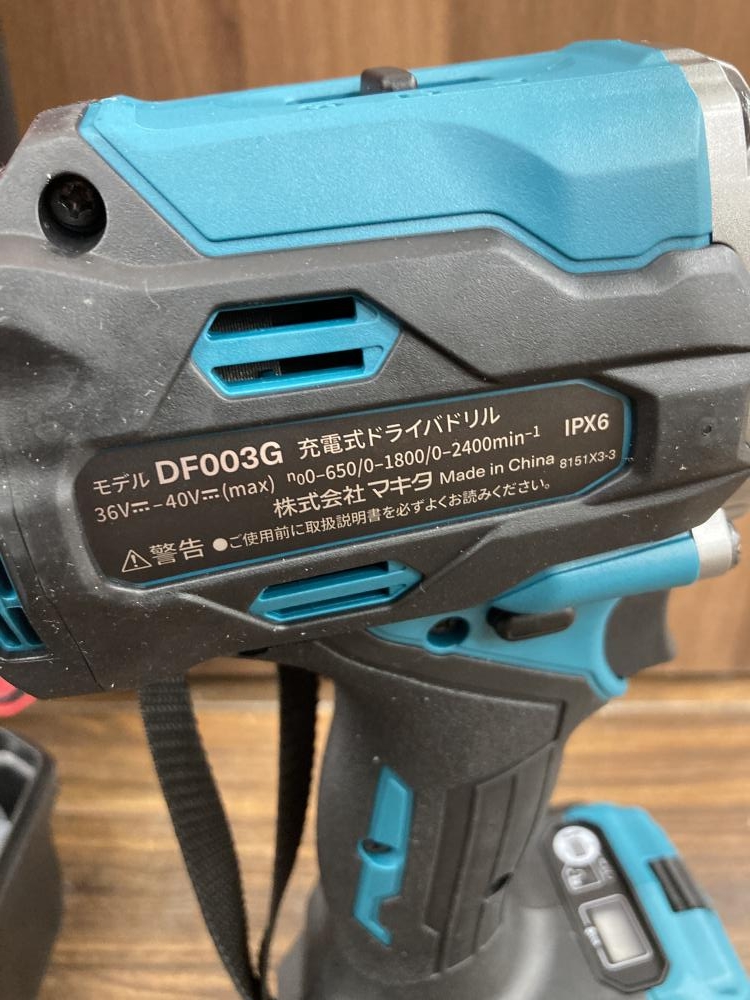 モデル DF003G 充電式ドライバドリル IPX6
36V⎓-40V⎓(max) n₀0-650/0-1800/0-2400min⁻¹
株式会社 マキタ Made in China 8151X3-3
⚠警告 ●ご使用前に取扱説明書を必ずよくお読みください。